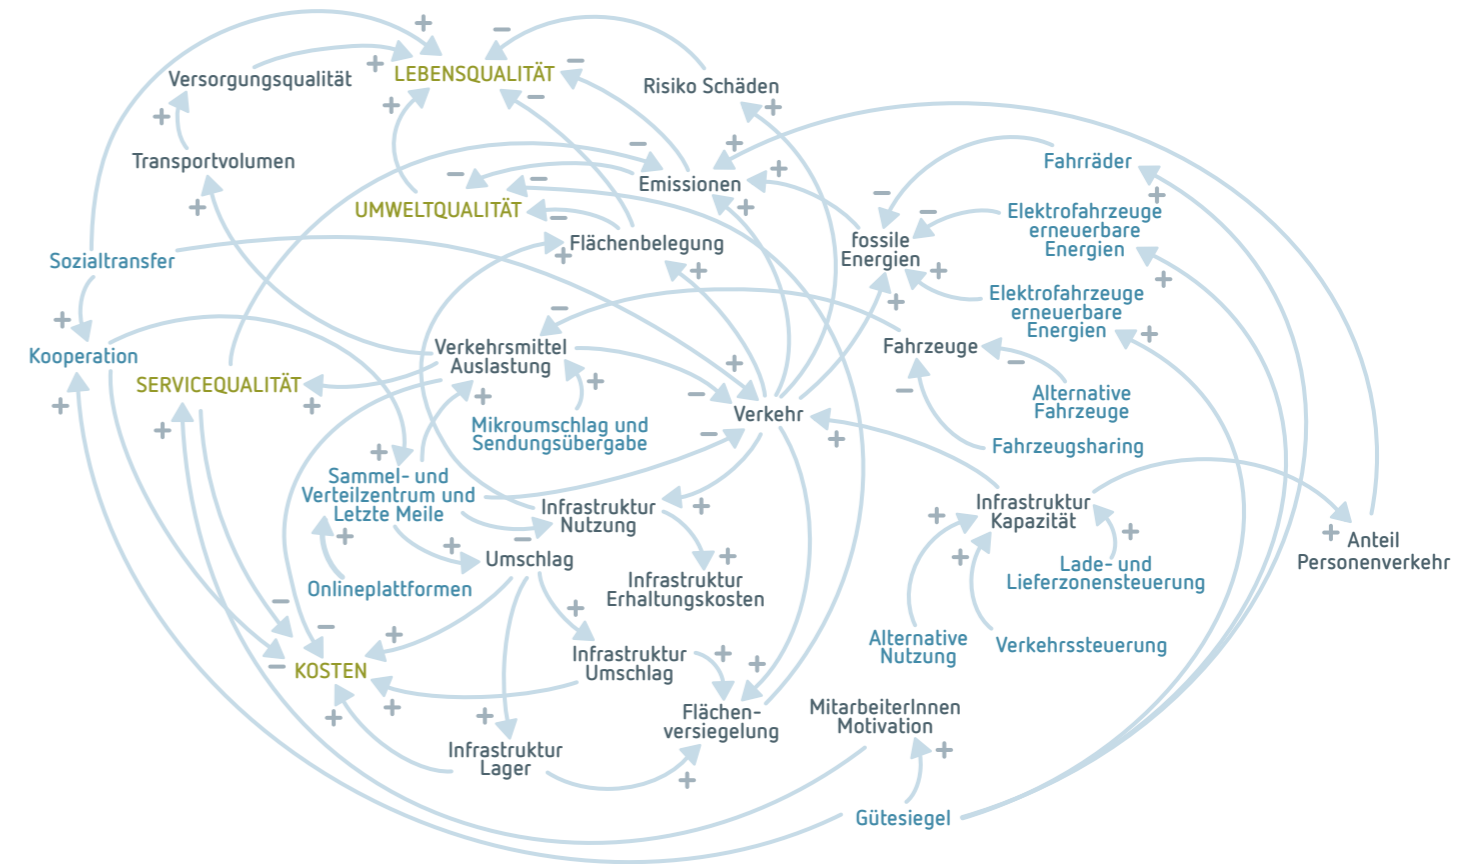 Versorgungsqualität
LEBENSQUALITÄT
Risiko Schäden
Transportvolumen
Emissionen
Fahrräder
UMWELTQUALITÄT
Elektrofahrzeuge
erneuerbare
Energien
Flächenbelegung
fossile
Energien
Sozialtransfer
Elektrofahrzeuge
erneuerbare
Energien
Kooperation
Verkehrsmittel
Auslastung
Fahrzeuge
SERVICEQUALITÄT
Alternative
Fahrzeuge
Verkehr
Mikroumschlag und
Sendungsübergabe
Fahrzeugsharing
Sammel- und
Verteilzentrum und
Letzte Meile
Infrastruktur
Nutzung
Infrastruktur
Kapazität
Anteil
Personenverkehr
Umschlag
Onlineplattformen
Infrastruktur
Erhaltungskosten
Lade- und
Lieferzonensteuerung
Alternative
Nutzung
Verkehrssteuerung
KOSTEN
Infrastruktur
Umschlag
Flächen-
versiegelung
MitarbeiterInnen
Motivation
Infrastruktur
Lager
Gütesiegel